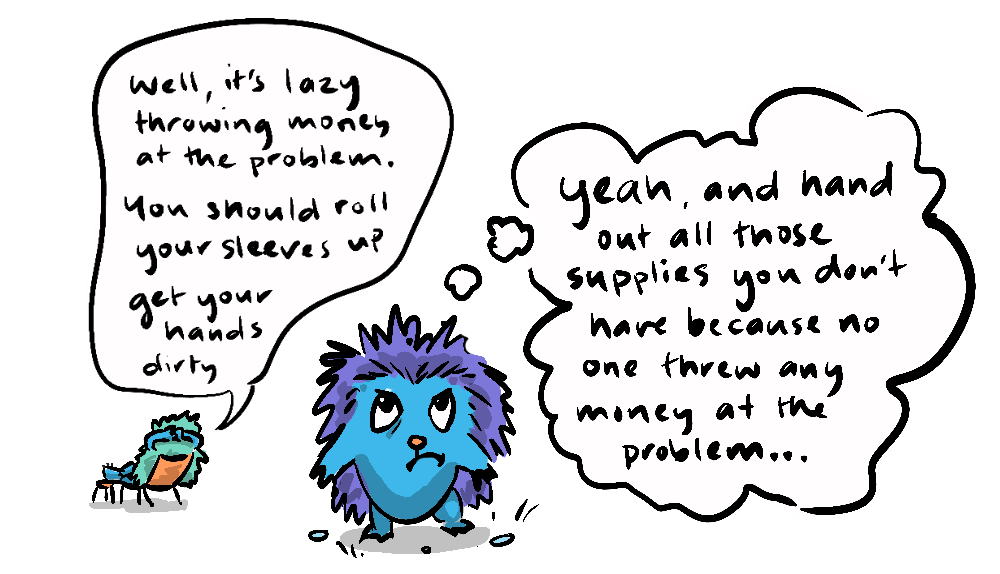 Well, it's lazy
throwing money
at the problem.
You should roll
your sleeves up?
get your
hands
dirty
yeah, and hand
out all those
supplies you don't
have because no
one threw any
money at the
problem...